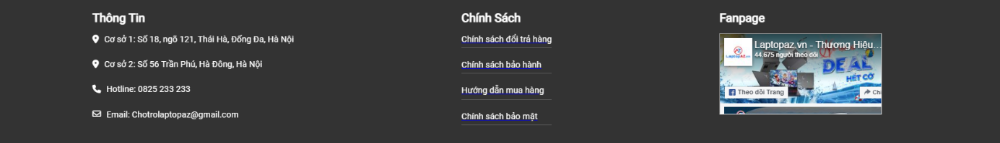 Thông Tin
Cơ sở 1: Số 18, ngõ 121, Thái Hà, Đống Đa, Hà Nội
Cơ sở 2: Số 56 Trần Phú, Hà Đông, Hà Nội
Hotline: 0825 233 233
Email: Chotrolaptopaz@gmail.com
Chính Sách
Chính sách đổi trả hàng
Chính sách bảo hành
Hướng dẫn mua hàng
Chính sách bảo mật
Fanpage
Laptopaz.vn - Thương Hiệu...
44.675 người theo dõi
LaptopAZ.vn
DEAL
HẾT CỠ
Theo dõi Trang